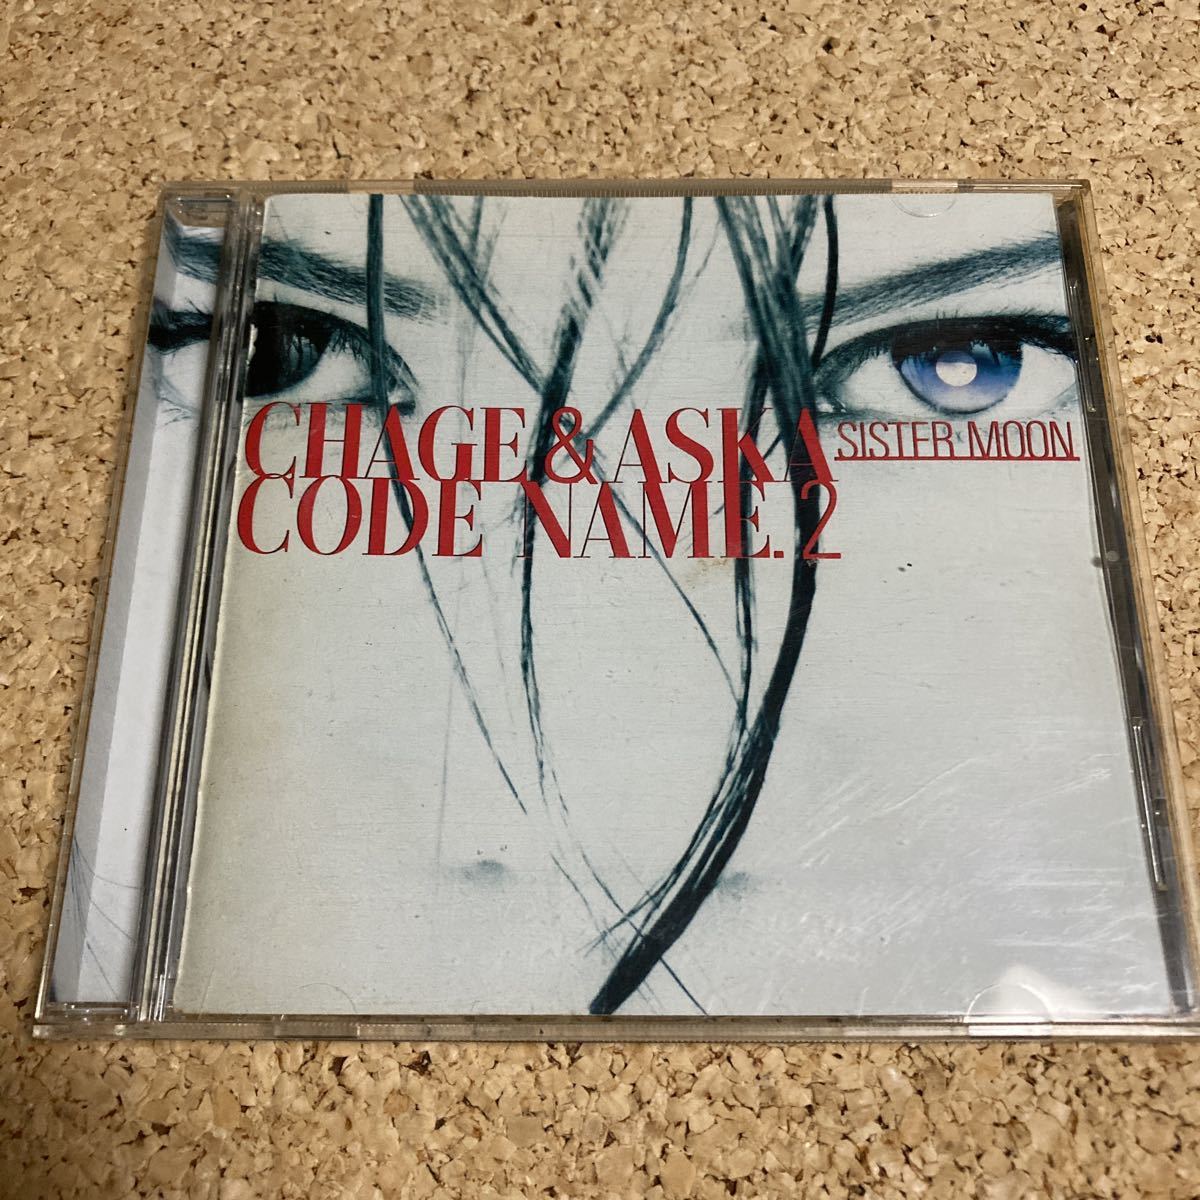 CHAGE & ASKA
CODE NAME. 2
SISTER MOON